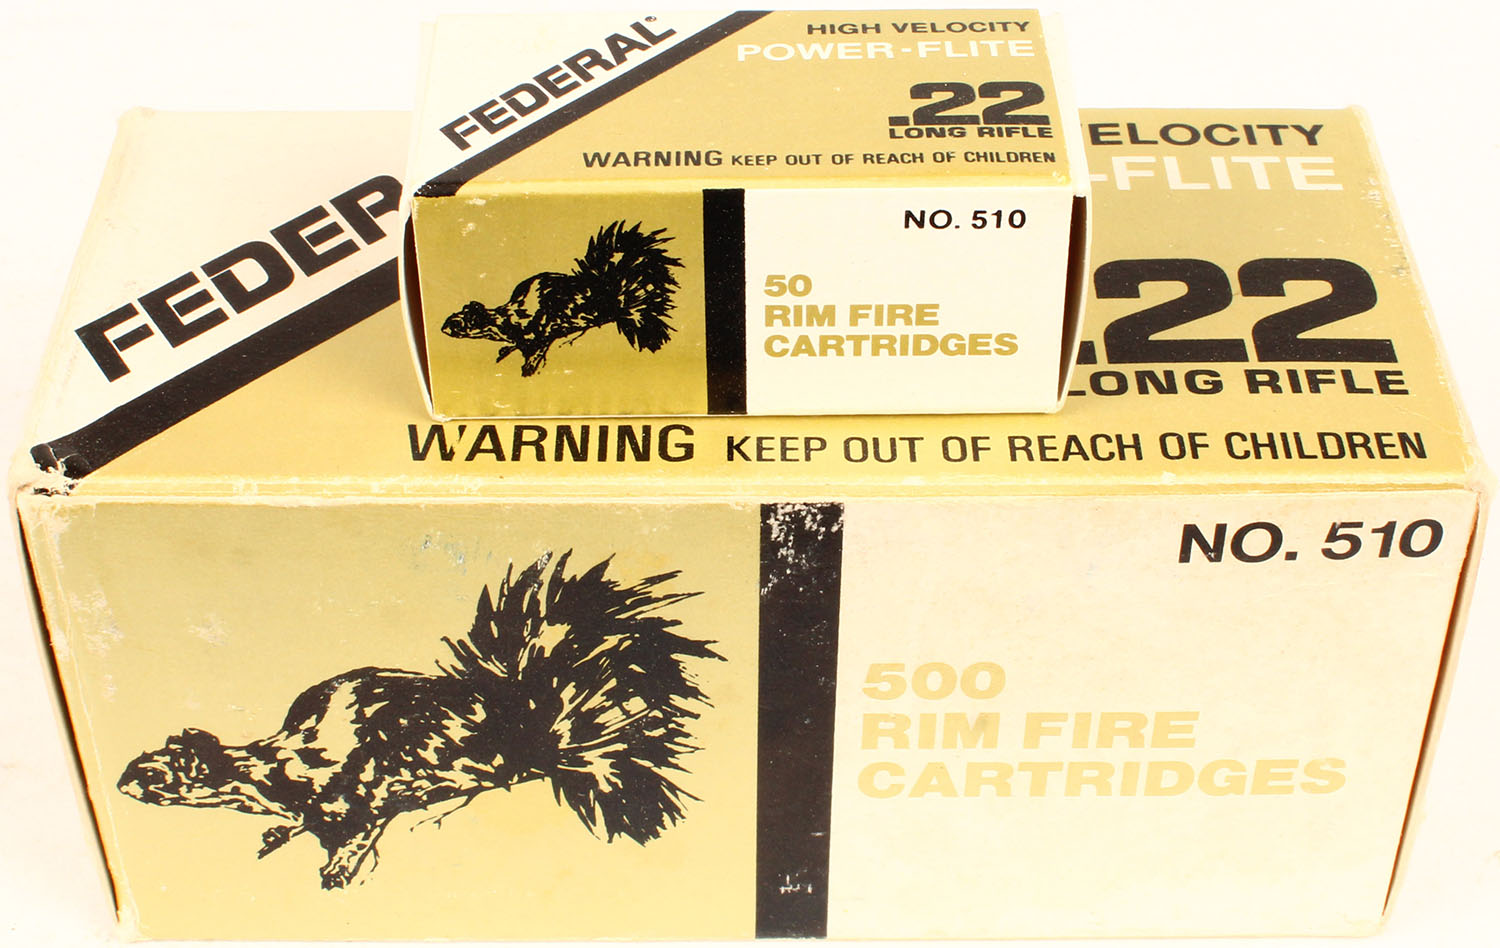 FEDERAL®
HIGH VELOCITY
POWER-FLITE
.22
LONG RIFLE
WARNING KEEP OUT OF REACH OF CHILDREN
NO. 510
50
RIM FIRE
CARTRIDGES
FEDER
ELOCITY
-FLITE
.22
LONG RIFLE
WARNING KEEP OUT OF REACH OF CHILDREN
NO. 510
500
RIM FIRE
CARTRIDGES